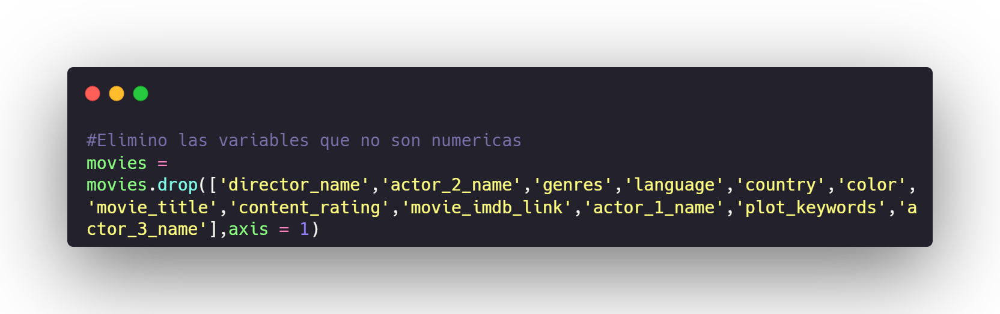 #Elimino las variables que no son numericas
movies =
movies.drop(['director_name','actor_2_name','genres','language','country','color',
'movie_title','content_rating','movie_imdb_link','actor_1_name','plot_keywords','a
ctor_3_name'],axis = 1)